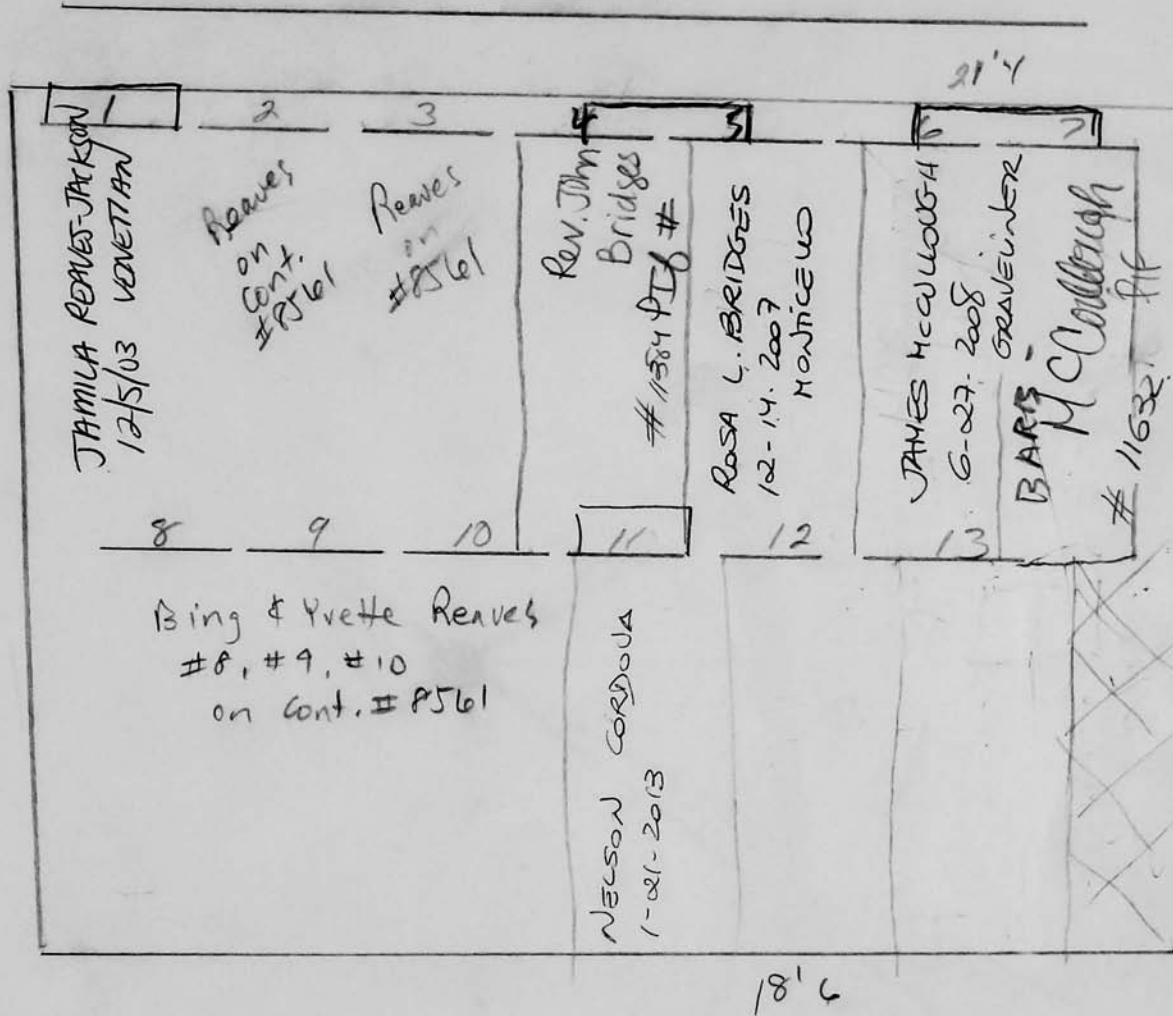 21'4
1 2 3 4 5 6 7
JAMILA REAVES-JACKSON
12/5/03 VENETIAN
Reaves
on
Cont.
#8561
Reaves
on
#8561
Rev. John
Bridges
#11384 PIF #
ROSA L. BRIDGES
12-14-2007
MONTICELLO
JAMES McCULLOUGH
6-27-2008
GRAVELINER
McCullough
#11632 PIF
8 9 10 11 12 13
Bing & Yvette Reaves
#8, #9, #10
on Cont. #8561
NELSON CORDOVA
1-21-2013
18'6